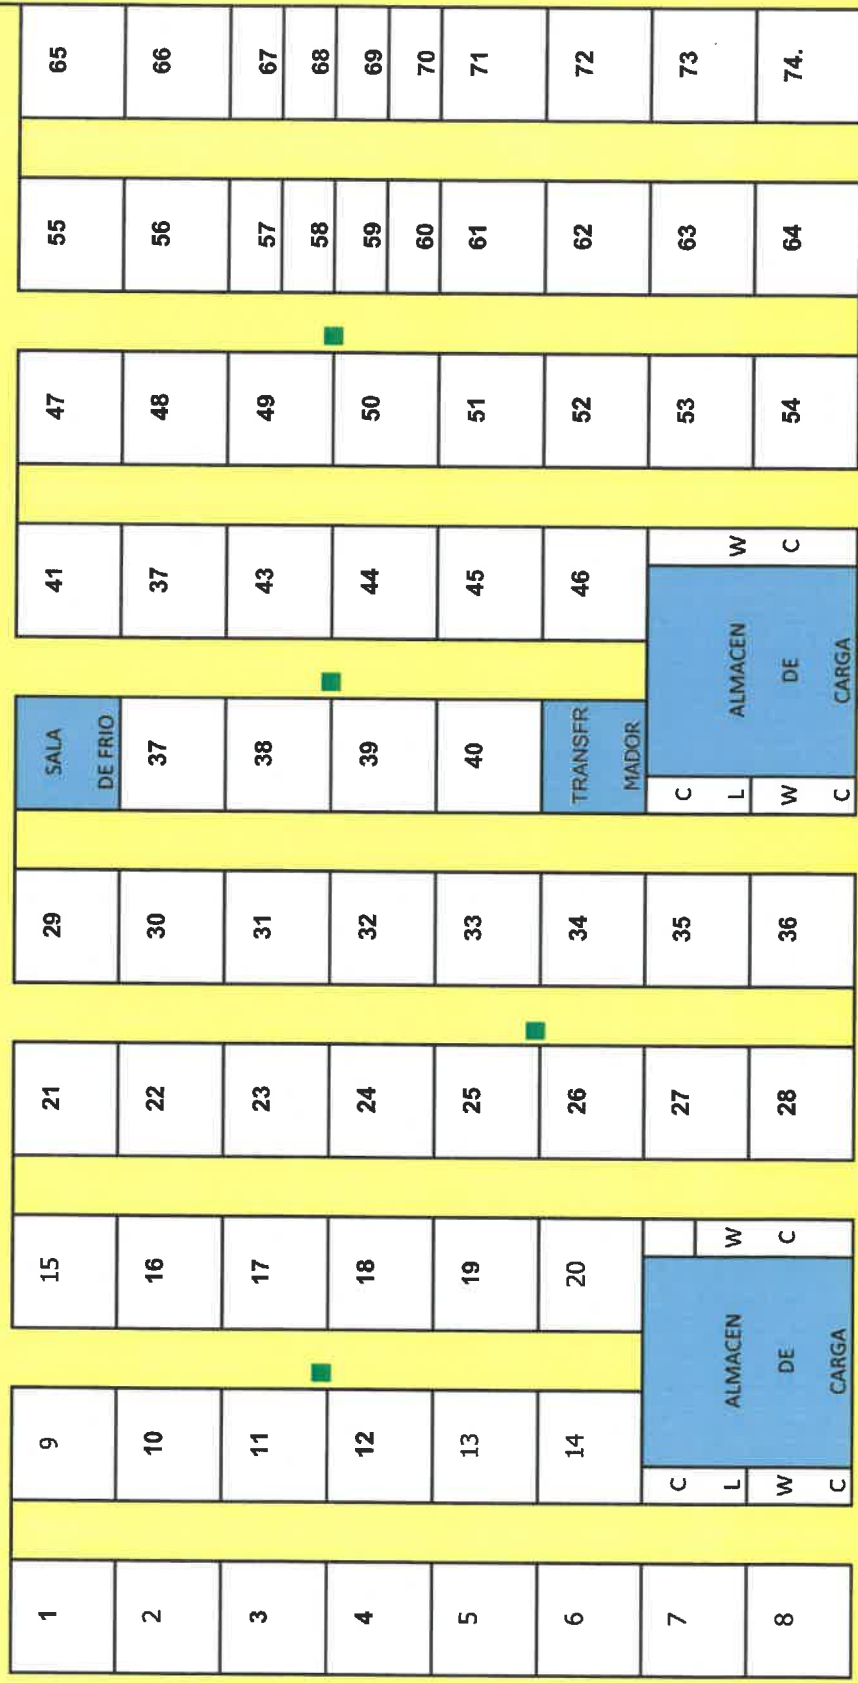 1 9 15 21 29 SALA 41 47 55 65
DE FRIO
2 10 16 22 30 37 37 48 56 66
3 11 17 23 31 38 43 49 57 67
58 68
4 12 18 24 32 39 44 50 59 69
60 70
5 13 19 25 33 40 45 51 61 71
6 14 20 26 34 TRANSFR 46 52 62 72
MADOR
7 C 27 35 C 53 63 73
L ALMACEN W L ALMACEN W
8 W DE C 28 36 W DE C 54 64 74.
C CARGA C CARGA